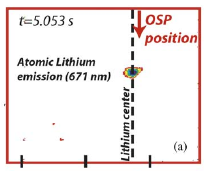 t=5.053 s
OSP
position
Atomic Lithium
emission (671 nm)
Lithium center
(a)